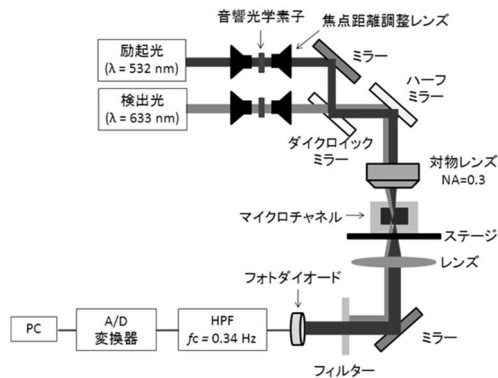 音響光学素子
焦点距離調整レンズ
励起光
(λ = 532 nm)
ミラー
検出光
(λ = 633 nm)
ハーフ
ミラー
ダイクロイック
ミラー
対物レンズ
NA=0.3
マイクロチャネル
ステージ
レンズ
フォトダイオード
PC
A/D
変換器
HPF
fc = 0.34 Hz
ミラー
フィルター